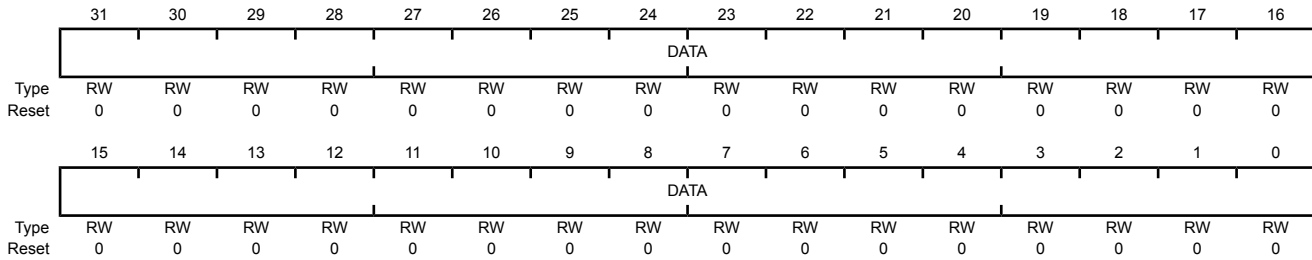 31 30 29 28 27 26 25 24 23 22 21 20 19 18 17 16
DATA
Type RW RW RW RW RW RW RW RW RW RW RW RW RW RW RW RW
Reset 0 0 0 0 0 0 0 0 0 0 0 0 0 0 0 0
15 14 13 12 11 10 9 8 7 6 5 4 3 2 1 0
DATA
Type RW RW RW RW RW RW RW RW RW RW RW RW RW RW RW RW
Reset 0 0 0 0 0 0 0 0 0 0 0 0 0 0 0 0